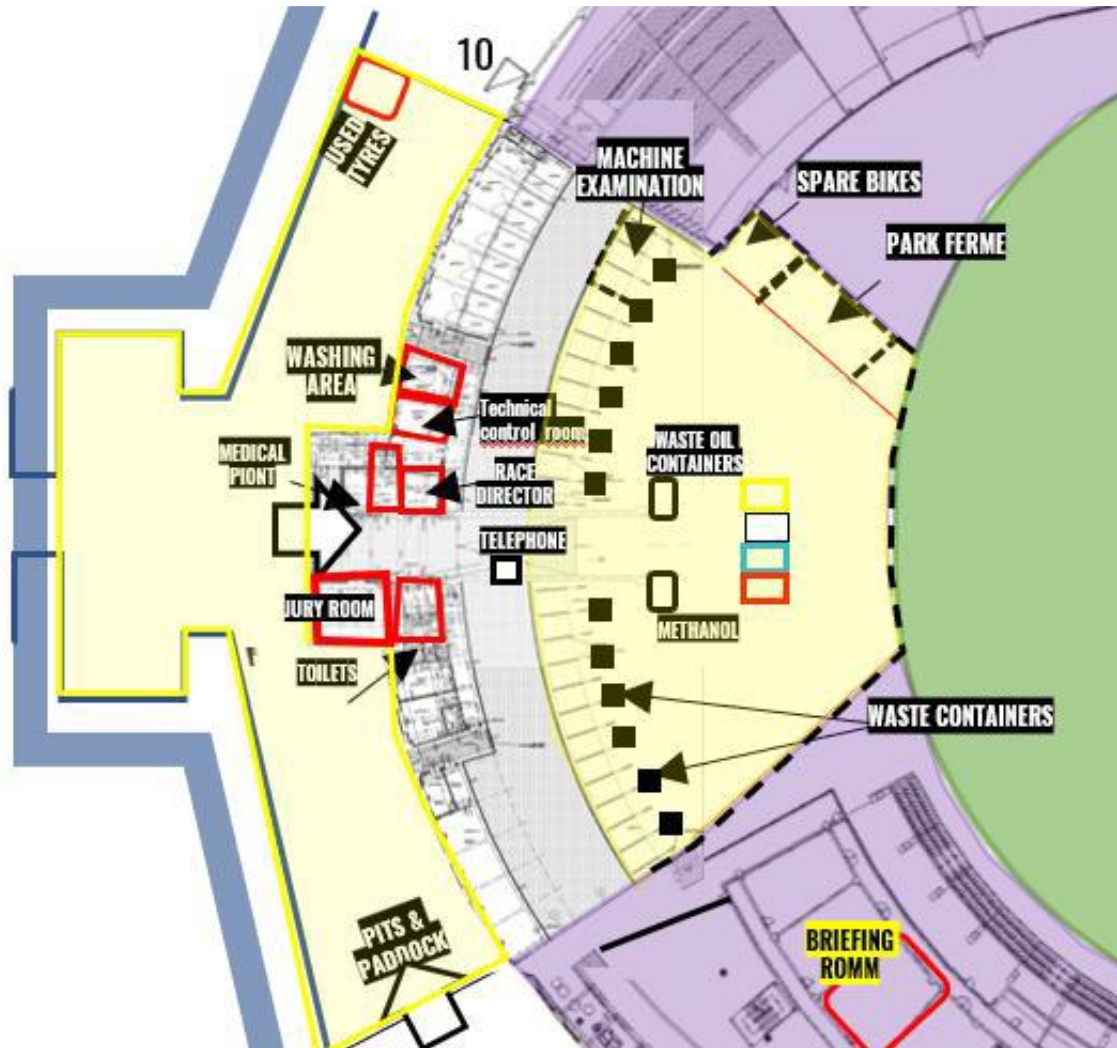 10
USED
TYRES
MACHINE
EXAMINATION
SPARE BIKES
PARK FERME
WASHING
AREA
Technical
control room
MEDICAL
PIONT
RACE
DIRECTOR
WASTE OIL
CONTAINERS
TELEPHONE
JURY ROOM
METHANOL
TOILETS
WASTE CONTAINERS
PITS &
PADDOCK
BRIEFING
ROMM